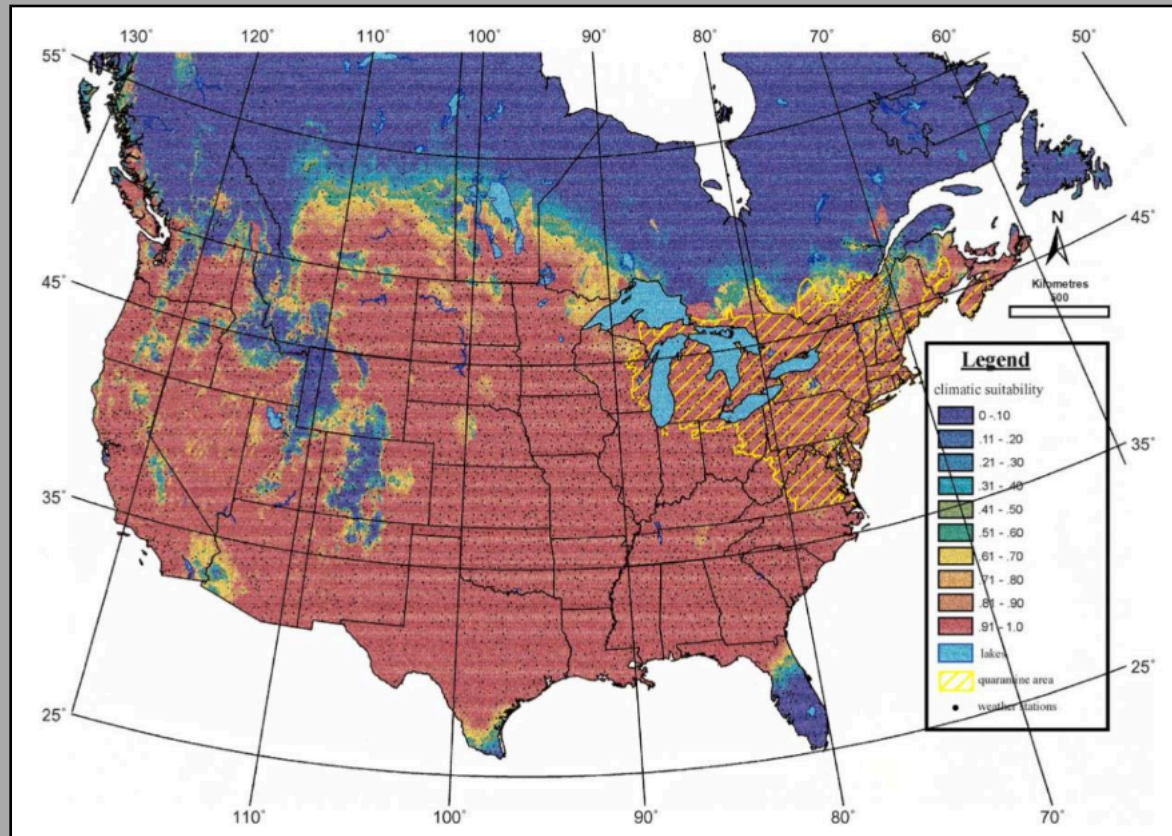 130° 120° 110° 100° 90° 80° 70° 60° 50°
55°
45°
35°
25°
N
45°
Kilometres
500
35°
25°
Legend
climatic suitability
0 -.10
.11 - .20
.21 - .30
.31 - .40
.41 - .50
.51 - .60
.61 - .70
.71 - .80
.81 - .90
.91 - 1.0
lakes
quarantine area
weather stations
110° 100° 90° 80° 70°